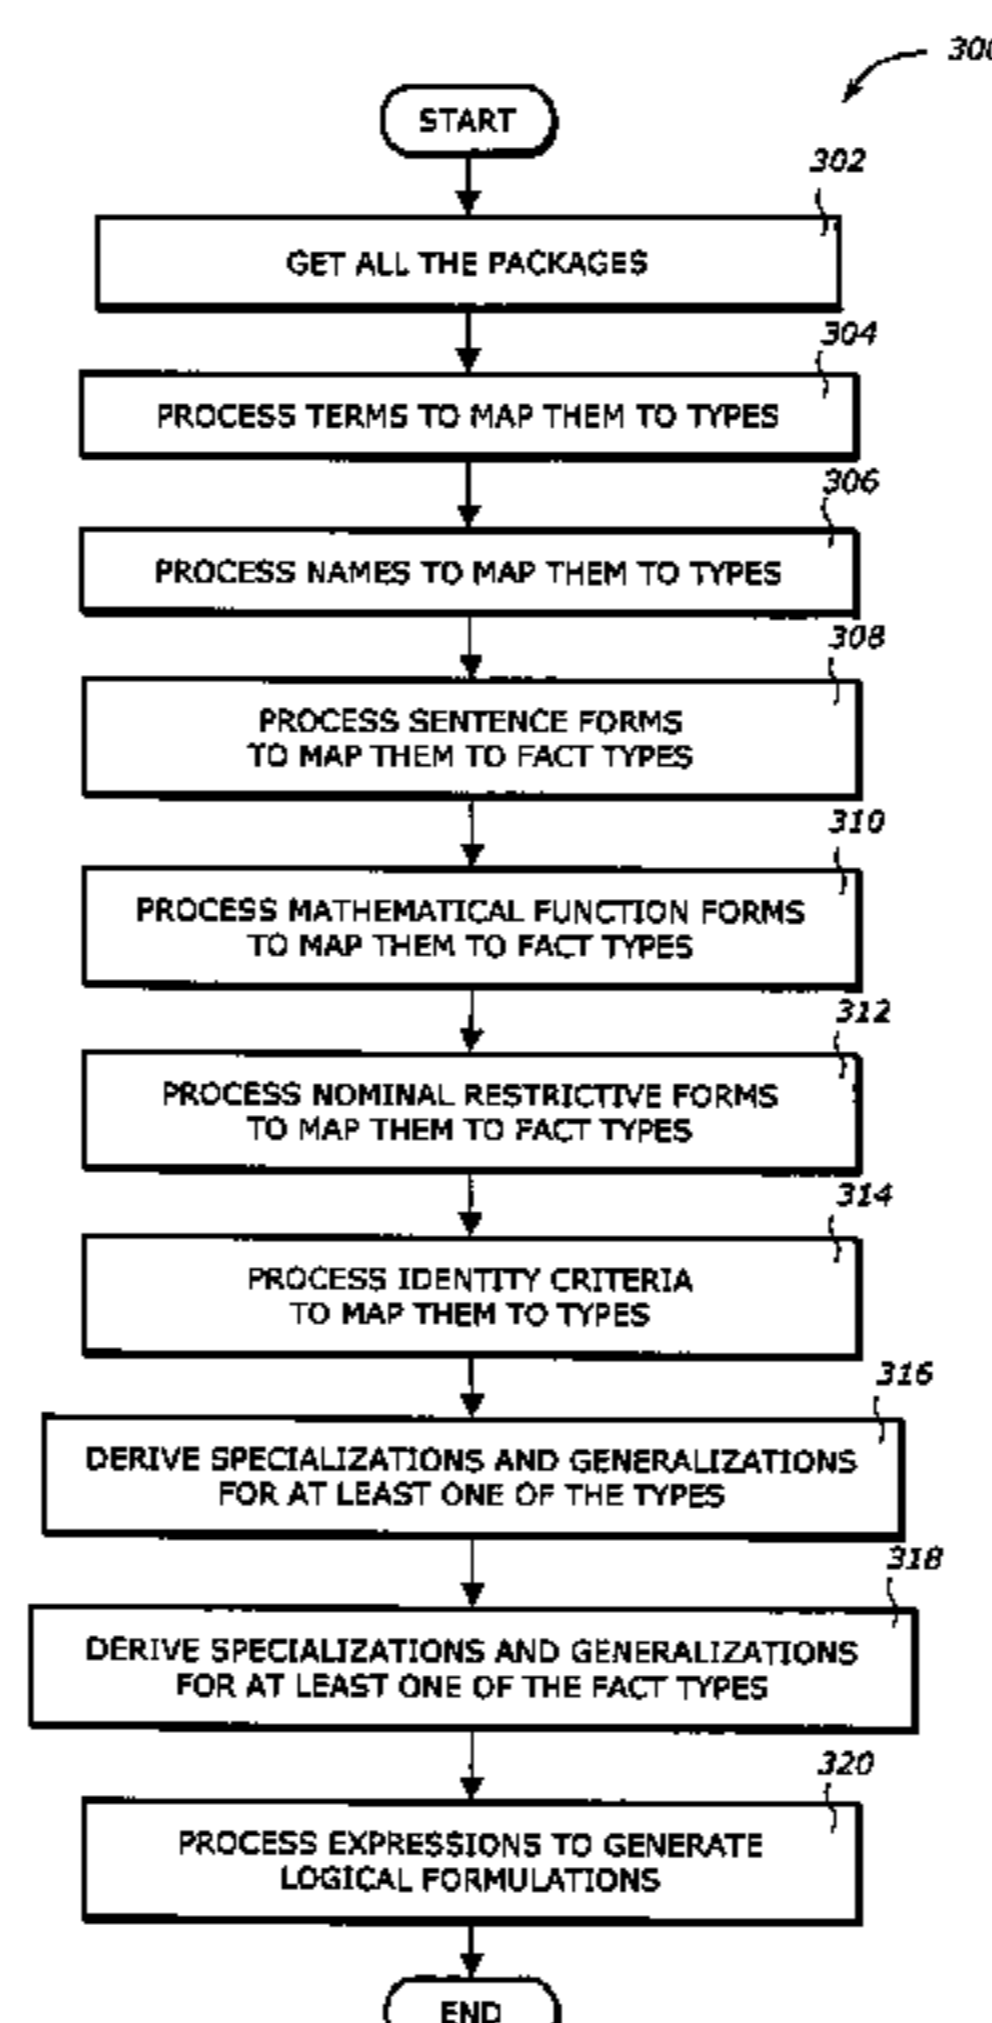 300
START
302
GET ALL THE PACKAGES
304
PROCESS TERMS TO MAP THEM TO TYPES
306
PROCESS NAMES TO MAP THEM TO TYPES
308
PROCESS SENTENCE FORMS
TO MAP THEM TO FACT TYPES
310
PROCESS MATHEMATICAL FUNCTION FORMS
TO MAP THEM TO FACT TYPES
312
PROCESS NOMINAL RESTRICTIVE FORMS
TO MAP THEM TO FACT TYPES
314
PROCESS IDENTITY CRITERIA
TO MAP THEM TO TYPES
316
DERIVE SPECIALIZATIONS AND GENERALIZATIONS
FOR AT LEAST ONE OF THE TYPES
318
DERIVE SPECIALIZATIONS AND GENERALIZATIONS
FOR AT LEAST ONE OF THE FACT TYPES
320
PROCESS EXPRESSIONS TO GENERATE
LOGICAL FORMULATIONS
END